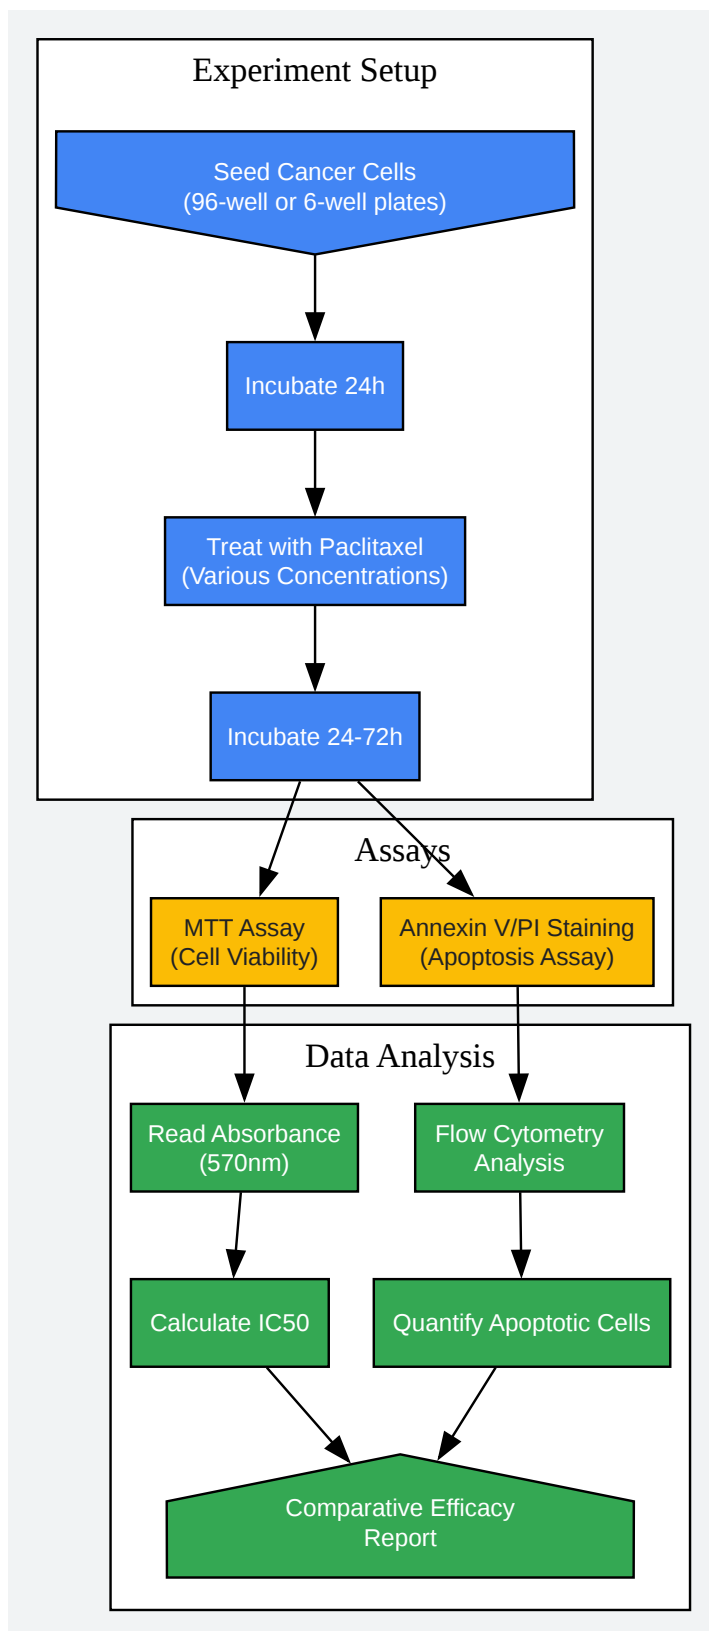 Experiment Setup
Seed Cancer Cells
(96-well or 6-well plates)
Incubate 24h
Treat with Paclitaxel
(Various Concentrations)
Incubate 24-72h
Assays
MTT Assay
(Cell Viability)
Annexin V/PI Staining
(Apoptosis Assay)
Data Analysis
Read Absorbance
(570nm)
Flow Cytometry
Analysis
Calculate IC50
Quantify Apoptotic Cells
Comparative Efficacy
Report